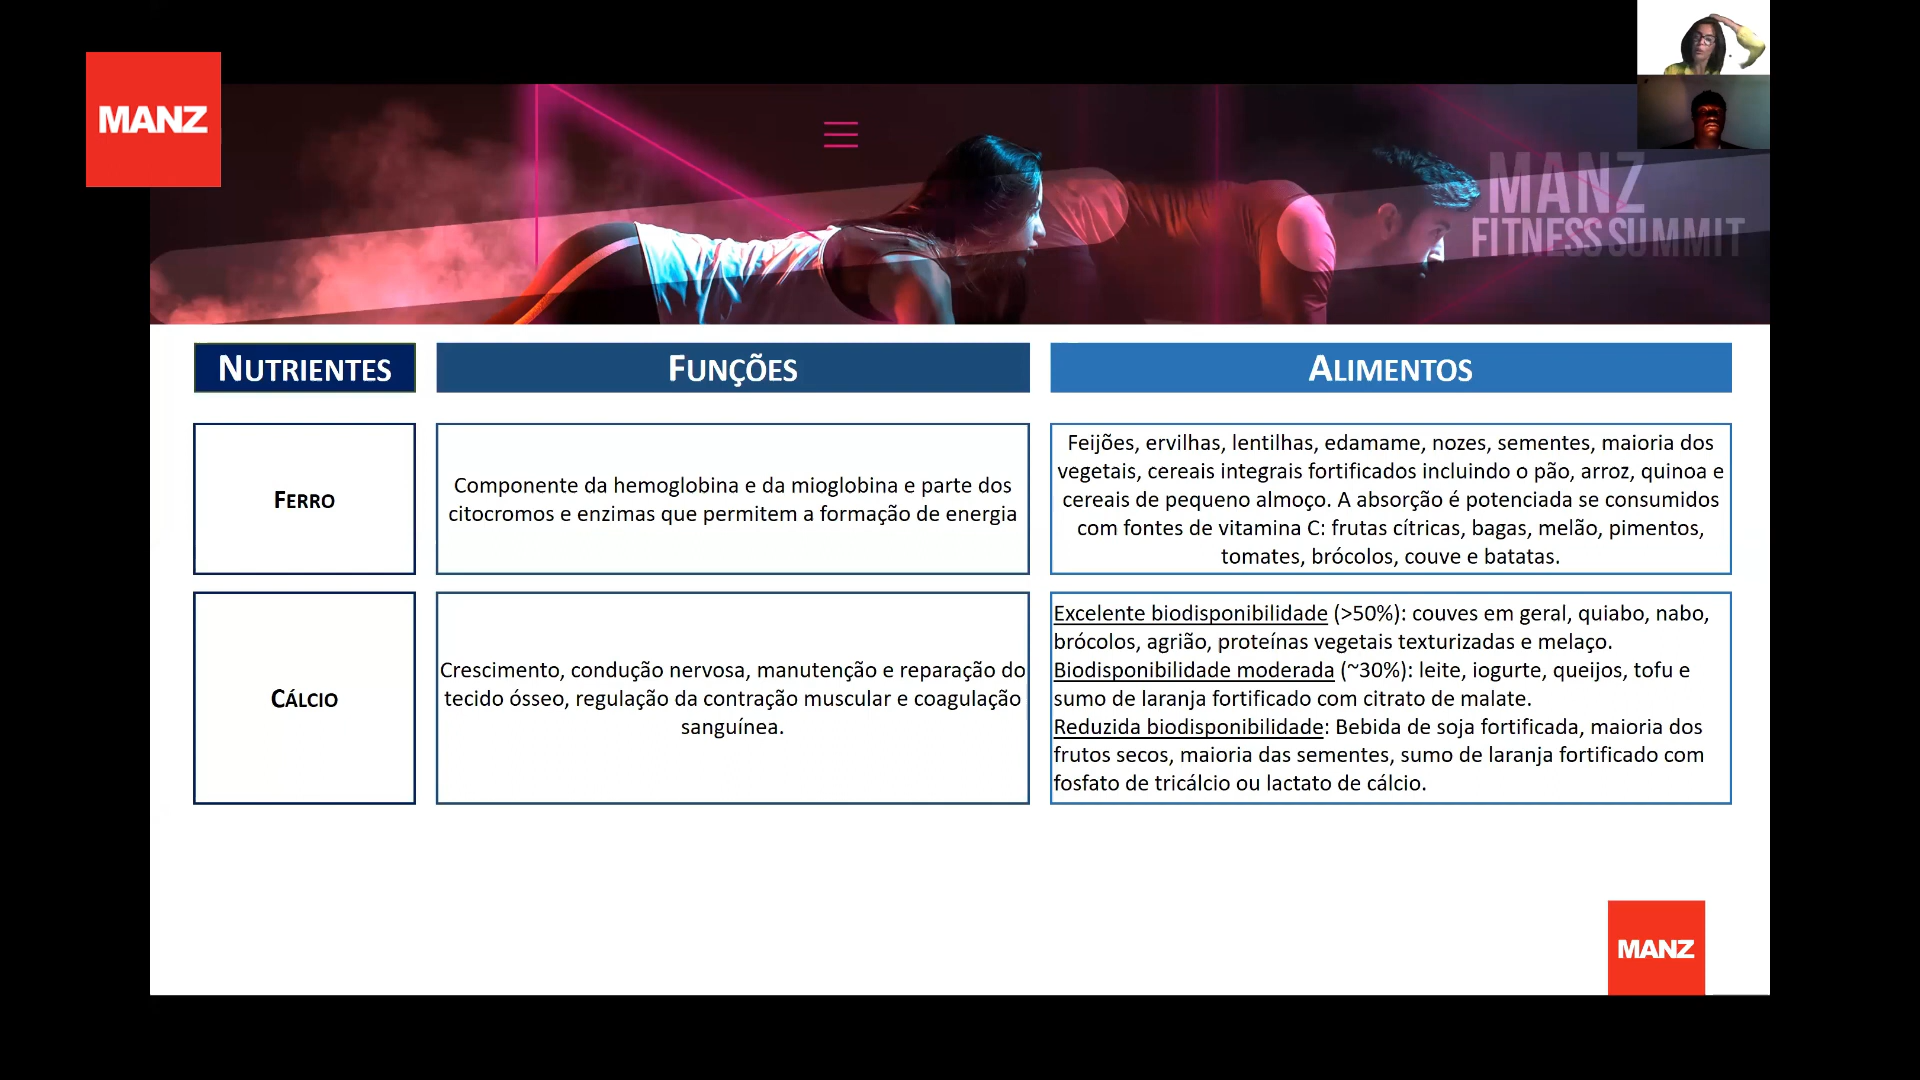 MANZ
MANZ
FITNESS SUMMIT
NUTRIENTES
FUNÇÕES
ALIMENTOS
FERRO
Componente da hemoglobina e da mioglobina e parte dos
citocromos e enzimas que permitem a formação de energia
Feijões, ervilhas, lentilhas, edamame, nozes, sementes, maioria dos
vegetais, cereais integrais fortificados incluindo o pão, arroz, quinoa e
cereais de pequeno almoço. A absorção é potenciada se consumidos
com fontes de vitamina C: frutas cítricas, bagas, melão, pimentos,
tomates, brócolos, couve e batatas.
CÁLCIO
Crescimento, condução nervosa, manutenção e reparação do
tecido ósseo, regulação da contração muscular e coagulação
sanguínea.
Excelente biodisponibilidade (>50%): couves em geral, quiabo, nabo,
brócolos, agrião, proteínas vegetais texturizadas e melaço.
Biodisponibilidade moderada (~30%): leite, iogurte, queijos, tofu e
sumo de laranja fortificado com citrato de malate.
Reduzida biodisponibilidade: Bebida de soja fortificada, maioria dos
frutos secos, maioria das sementes, sumo de laranja fortificado com
fosfato de tricálcio ou lactato de cálcio.
MANZ